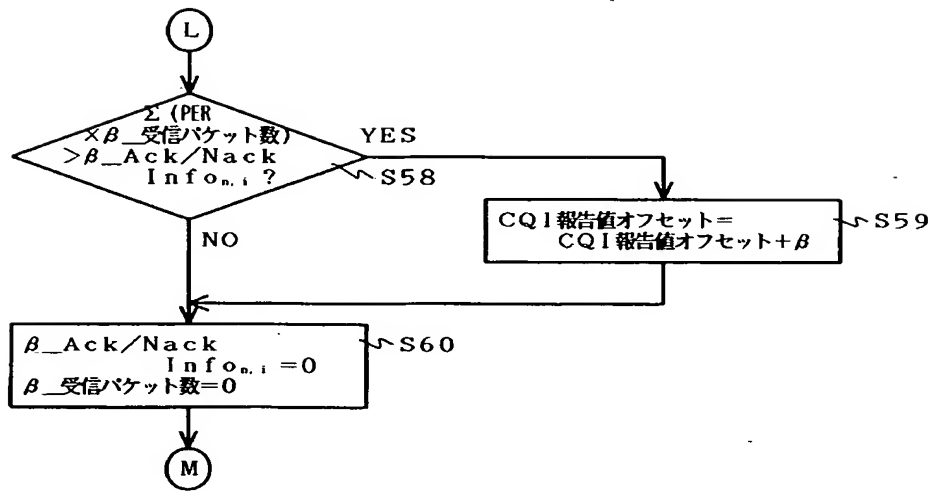 L
Σ (PER
×β＿受信パケット数)
＞β＿Ack/Nack
Info n, i ?
YES
S58
CQI報告値オフセット＝
CQI報告値オフセット＋β
S59
NO
β＿Ack/Nack
Info n, i =0
β＿受信パケット数=0
S60
M